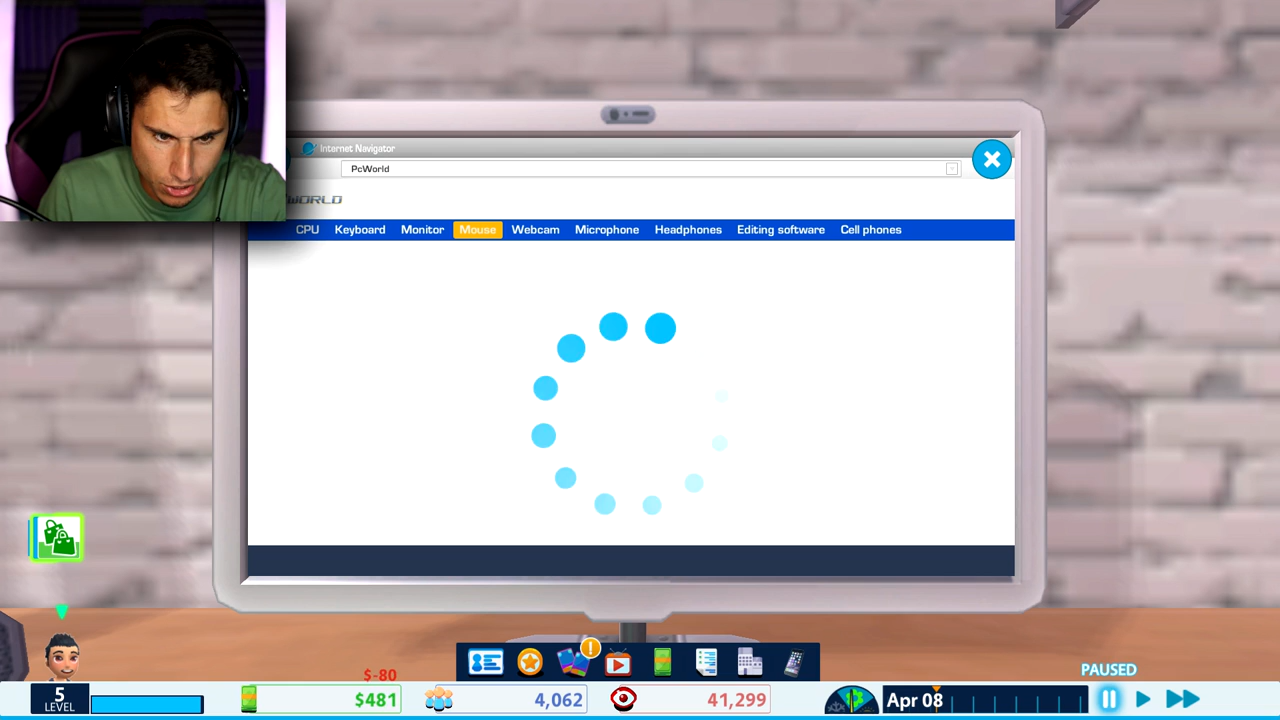 Internet Navigator
PcWorld
WORLD
CPU Keyboard Monitor Mouse Webcam Microphone Headphones Editing software Cell phones
!
$-80
PAUSED
5
LEVEL
$481
4,062
41,299
Apr 08